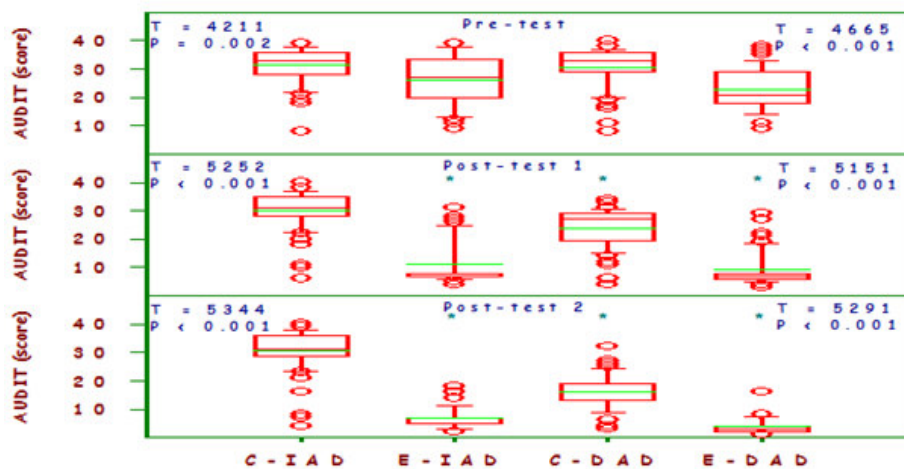 T = 4211 Pre-test T = 4665
P = 0.002 P < 0.001
AUDIT (score)
40
30
20
10
T = 5252 Post-test 1 T = 5151
P < 0.001 * * * P < 0.001
AUDIT (score)
40
30
20
10
T = 5344 Post-test 2 T = 5291
P < 0.001 * * * P < 0.001
AUDIT (score)
40
30
20
10
C-IAD E-IAD C-DAD E-DAD